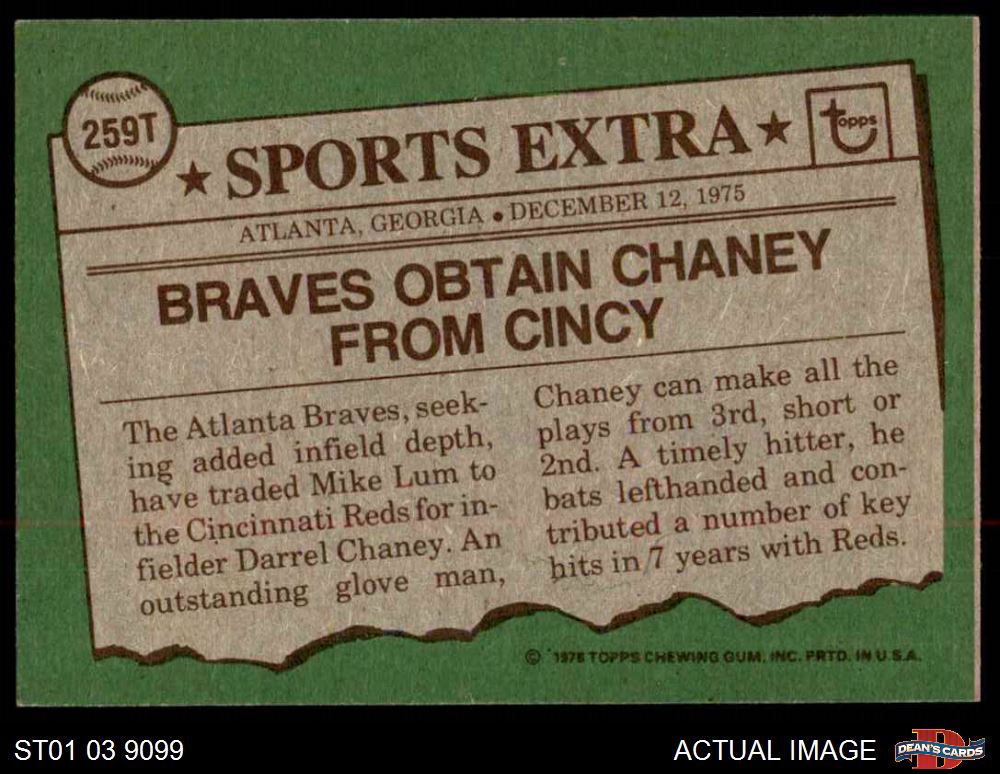 259T
★ SPORTS EXTRA ★
topps
ATLANTA, GEORGIA • DECEMBER 12, 1975
BRAVES OBTAIN CHANEY
FROM CINCY
The Atlanta Braves, seek-
ing added infield depth,
have traded Mike Lum to
the Cincinnati Reds for in-
fielder Darrel Chaney. An
outstanding glove man,
Chaney can make all the
plays from 3rd, short or
2nd. A timely hitter, he
bats lefthanded and con-
tributed a number of key
hits in 7 years with Reds.
© 1976 TOPPS CHEWING GUM, INC. PRTD. IN U.S.A.
ST01 03 9099
ACTUAL IMAGE
D
DEAN'S CARDS